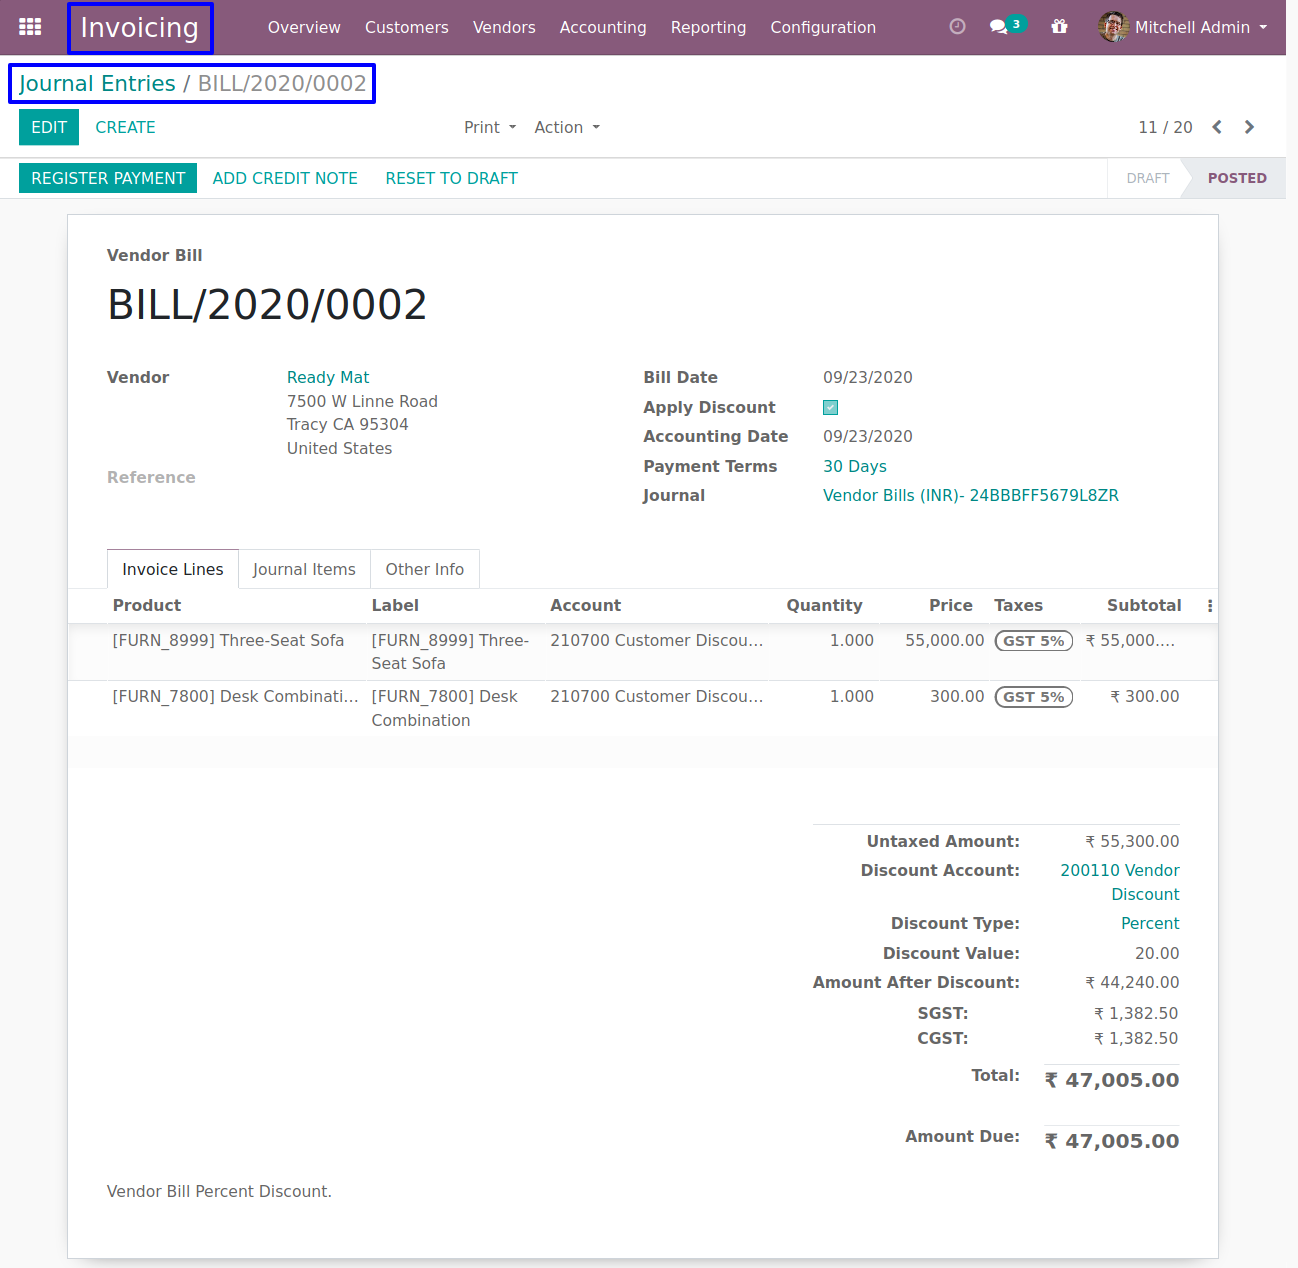 Invoicing Overview Customers Vendors Accounting Reporting Configuration 3 Mitchell Admin
Journal Entries / BILL/2020/0002
EDIT CREATE Print Action 11 / 20
REGISTER PAYMENT ADD CREDIT NOTE RESET TO DRAFT DRAFT POSTED
Vendor Bill
BILL/2020/0002
Vendor Ready Mat Bill Date 09/23/2020
7500 W Linne Road
Apply Discount
Tracy CA 95304
Accounting Date 09/23/2020
United States
Payment Terms 30 Days
Reference
Journal Vendor Bills (INR)- 24BBBFF5679L8ZR
Invoice Lines Journal Items Other Info
Product Label Account Quantity Price Taxes Subtotal
[FURN_8999] Three-Seat Sofa [FURN_8999] Three- 210700 Customer Discou... 1.000 55,000.00 GST 5% ₹ 55,000....
Seat Sofa
[FURN_7800] Desk Combinati... [FURN_7800] Desk 210700 Customer Discou... 1.000 300.00 GST 5% ₹ 300.00
Combination
Untaxed Amount: ₹ 55,300.00
Discount Account: 200110 Vendor
Discount
Discount Type: Percent
Discount Value: 20.00
Amount After Discount: ₹ 44,240.00
SGST: ₹ 1,382.50
CGST: ₹ 1,382.50
Total: ₹ 47,005.00
Amount Due: ₹ 47,005.00
Vendor Bill Percent Discount.